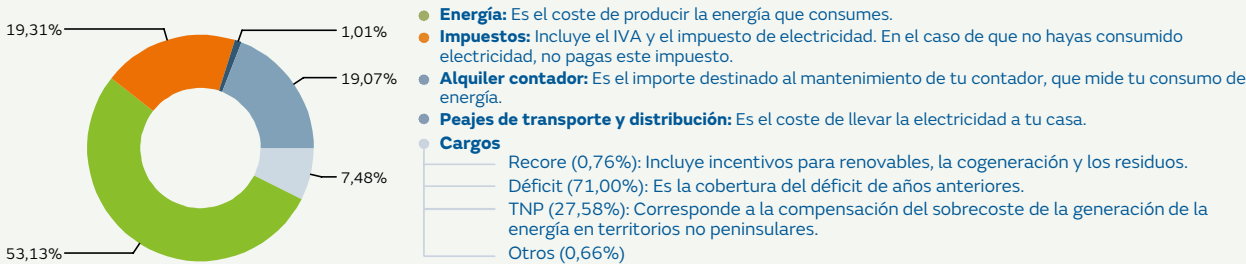 19,31%
1,01%
19,07%
7,48%
53,13%
Energía: Es el coste de producir la energía que consumes.
Impuestos: Incluye el IVA y el impuesto de electricidad. En el caso de que no hayas consumido
electricidad, no pagas este impuesto.
Alquiler contador: Es el importe destinado al mantenimiento de tu contador, que mide tu consumo de
energía.
Peajes de transporte y distribución: Es el coste de llevar la electricidad a tu casa.
Cargos
Recore (0,76%): Incluye incentivos para renovables, la cogeneración y los residuos.
Déficit (71,00%): Es la cobertura del déficit de años anteriores.
TNP (27,58%): Corresponde a la compensación del sobrecoste de la generación de la
energía en territorios no peninsulares.
Otros (0,66%)